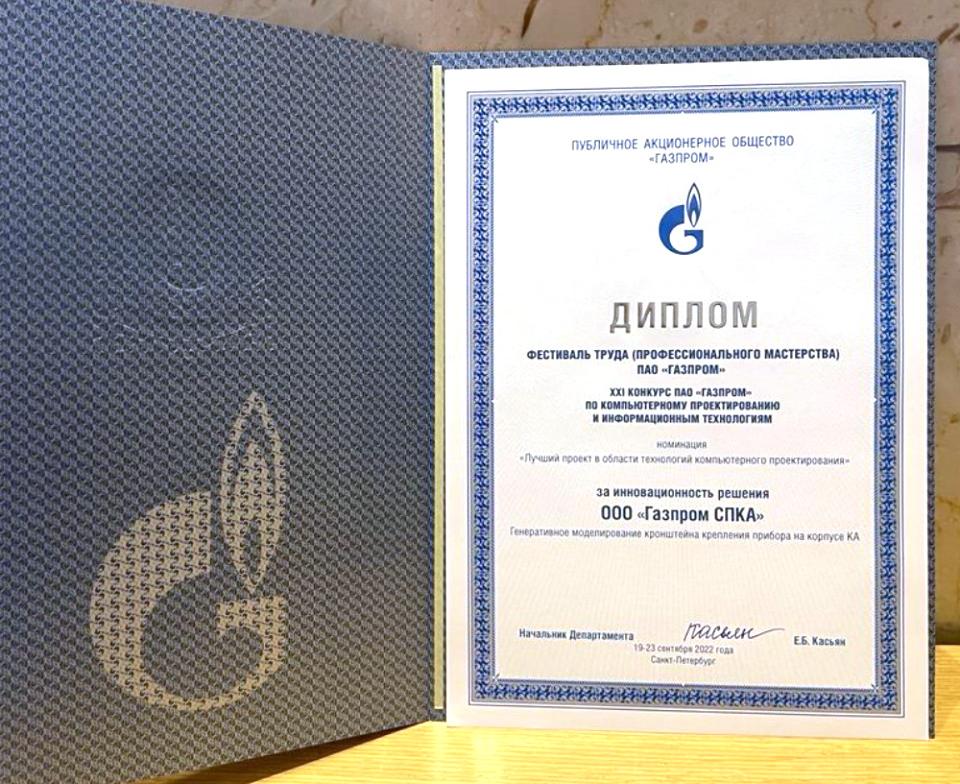 ПУБЛИЧНОЕ АКЦИОНЕРНОЕ ОБЩЕСТВО
«ГАЗПРОМ»
ДИПЛОМ
ФЕСТИВАЛЬ ТРУДА (ПРОФЕССИОНАЛЬНОГО МАСТЕРСТВА)
ПАО «ГАЗПРОМ»
XXI КОНКУРС ПАО «ГАЗПРОМ»
ПО КОМПЬЮТЕРНОМУ ПРОЕКТИРОВАНИЮ
И ИНФОРМАЦИОННЫМ ТЕХНОЛОГИЯМ
номинация
«Лучший проект в области технологий компьютерного проектирования»
за инновационность решения
ООО «Газпром СПКА»
Генеративное моделирование кронштейна крепления прибора на корпусе КА
Начальник Департамента Касьян Е.Б. Касьян
19-23 сентября 2022 года
Санкт-Петербург